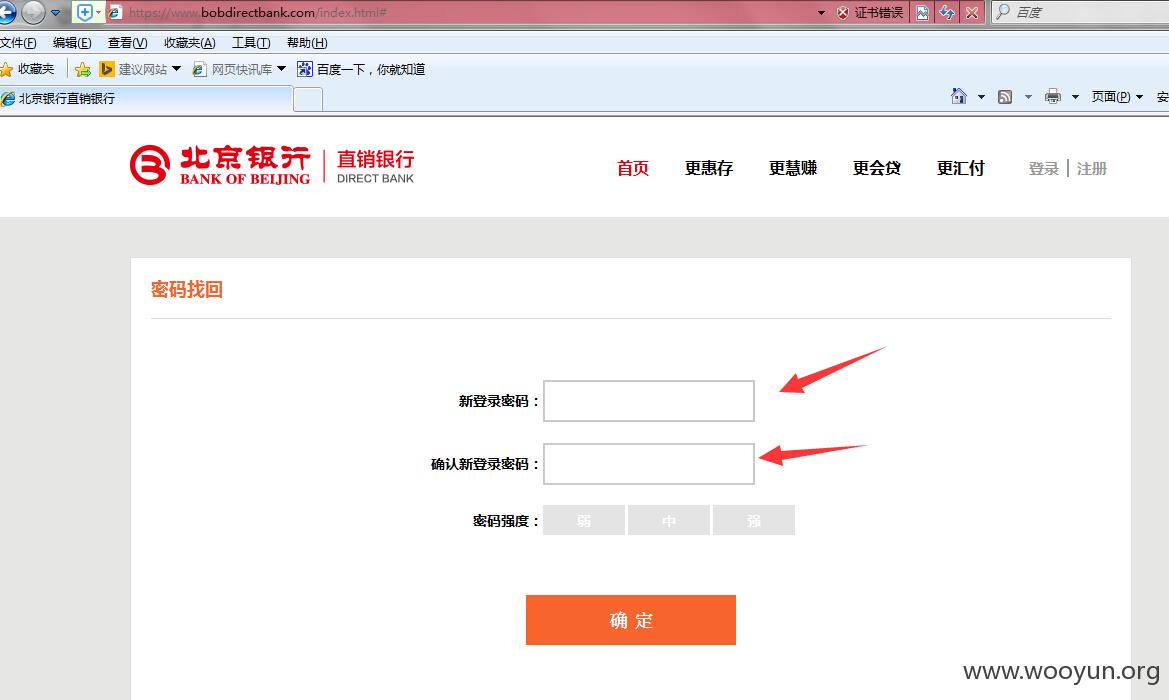 https://www.bobdirectbank.com/index.html#
证书错误
百度
文件(F) 编辑(E) 查看(V) 收藏夹(A) 工具(T) 帮助(H)
收藏夹 建议网站 网页快讯库 百度一下，你就知道
北京银行直销银行
页面(P) 安
北京银行 直销银行
BANK OF BEIJING DIRECT BANK
首页 更惠存 更慧赚 更会贷 更汇付 登录 注册
密码找回
新登录密码：
确认新登录密码：
密码强度： 弱 中 强
确 定
www.wooyun.org